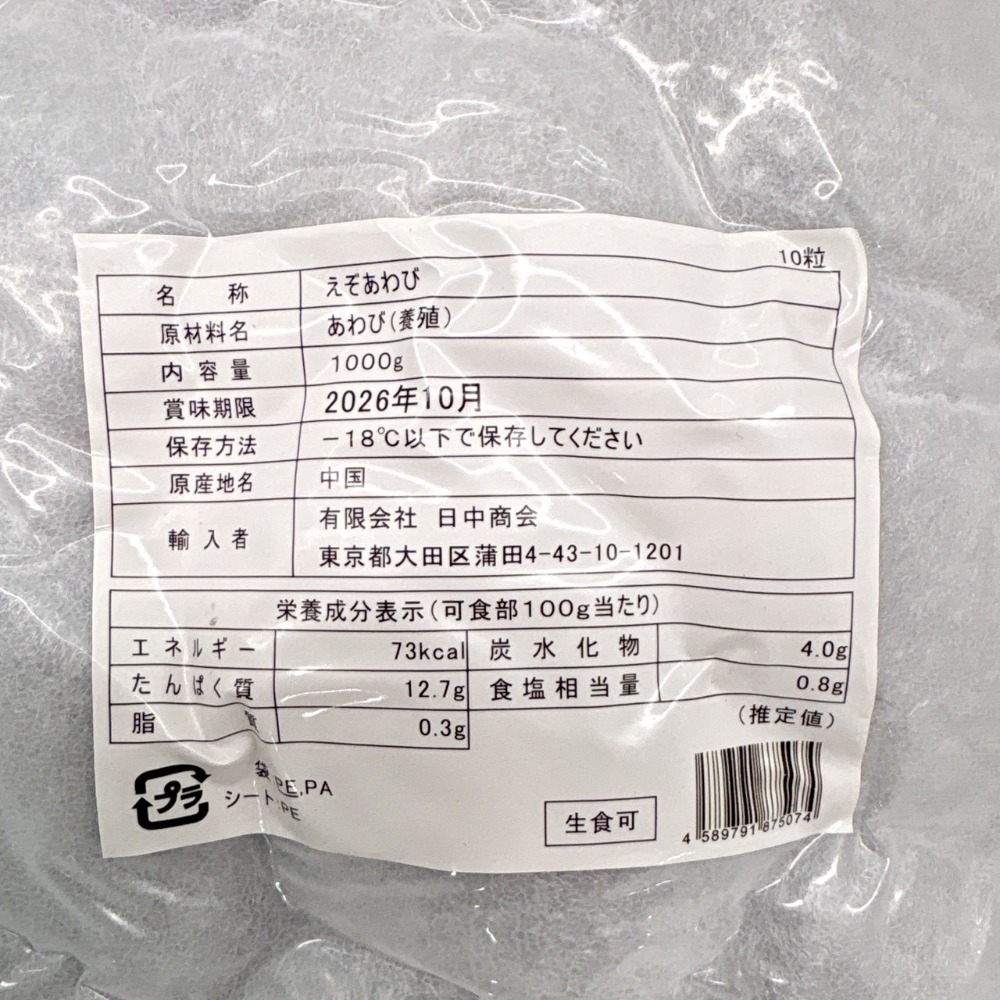 10粒
名 称 えぞあわび
原材料名 あわび(養殖)
内容量 1000g
賞味期限 2026年10月
保存方法 -18℃以下で保存してください
原産地名 中国
輸入者 有限会社 日中商会
東京都大田区蒲田4-43-10-1201
栄養成分表示(可食部100g当たり)
エネルギー 73kcal 炭水化物 4.0g
たんぱく質 12.7g 食塩相当量 0.8g
脂 質 0.3g
(推定値)
プラ
袋:PE,PA
シート:PE
生食可
4 589791 875074